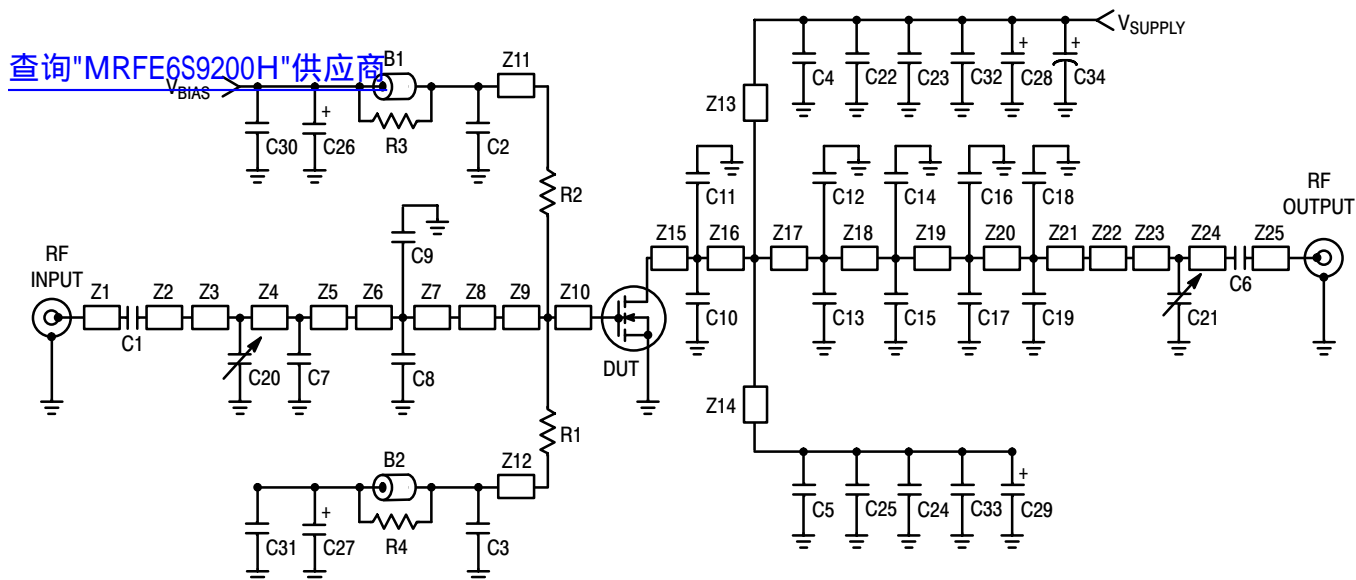 VSUPPLY
查询"MRFE6S9200H"供应商
B1
Z11
VBIAS
C4
C22
C23
C32
+
C28
+
C34
Z13
C30
+
C26
R3
C2
R2
C11
C12
C14
C16
C18
RF
OUTPUT
C9
RF
INPUT
Z15
Z16
Z17
Z18
Z19
Z20
Z21
Z22
Z23
Z24
Z25
C6
Z1
Z2
Z3
Z4
Z5
Z6
Z7
Z8
Z9
Z10
C1
C10
C13
C15
C17
C19
C21
C20
C7
C8
DUT
Z14
R1
B2
Z12
C31
+
C27
R4
C3
C5
C25
C24
C33
+
C29